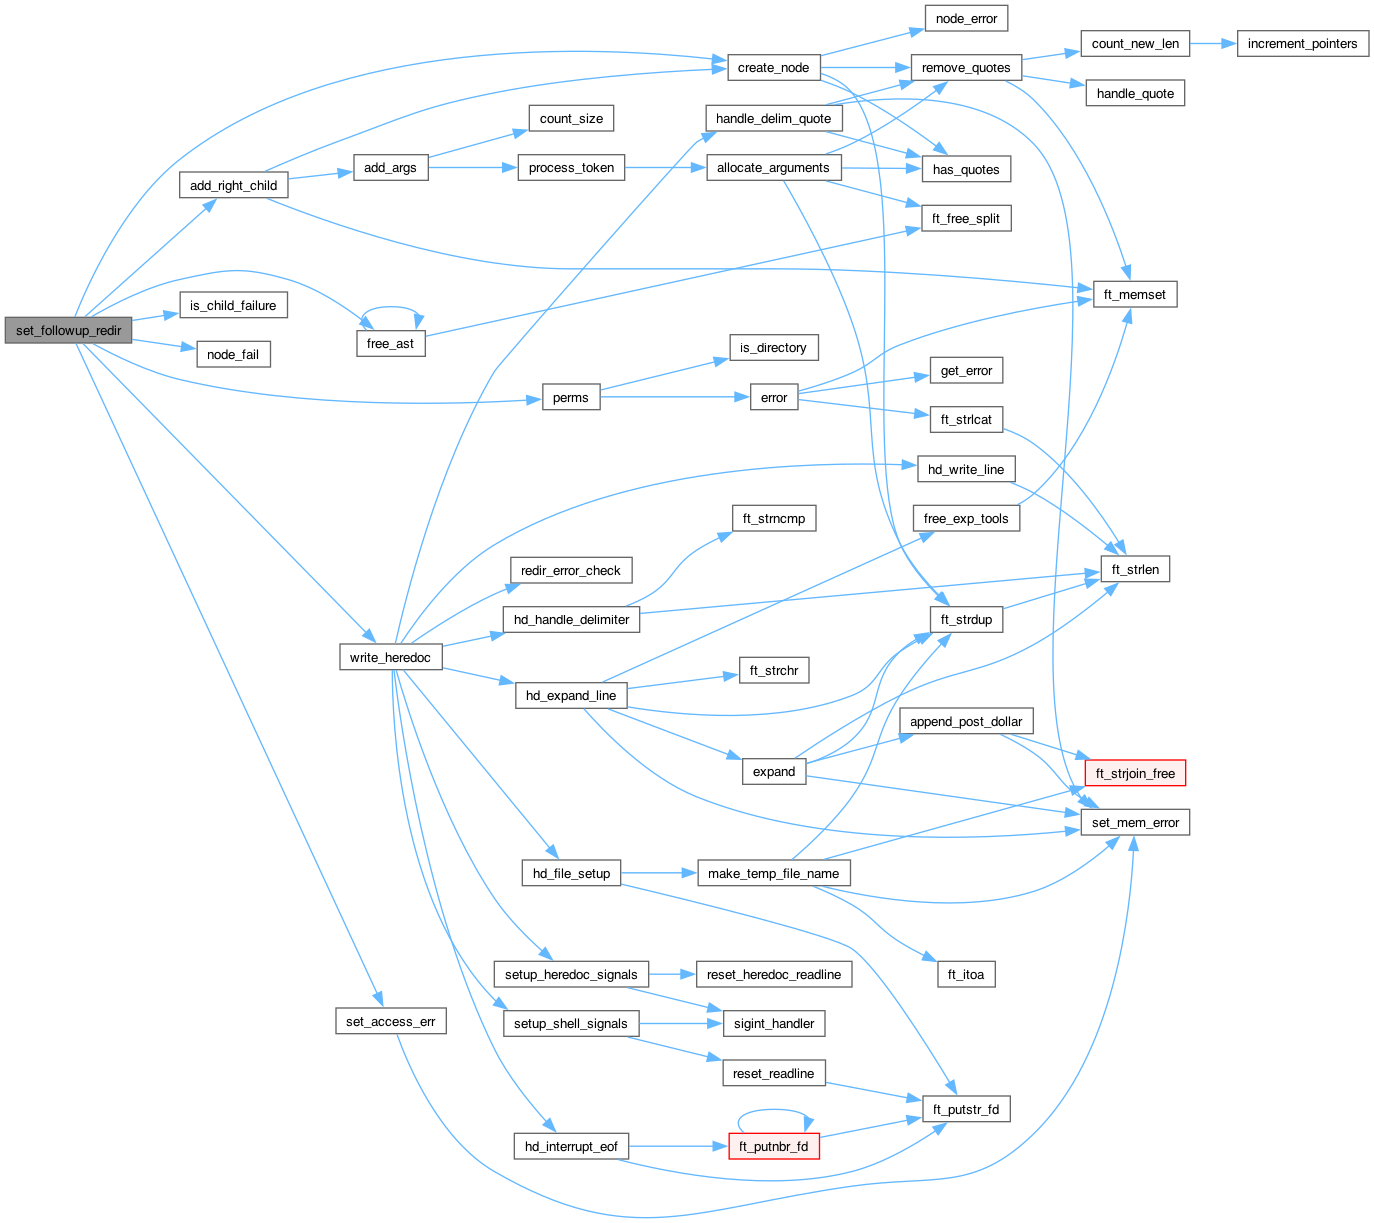 node_error
count_new_len
increment_pointers
create_node
remove_quotes
handle_quote
count_size
handle_delim_quote
add_args
process_token
allocate_arguments
has_quotes
add_right_child
ft_free_split
ft_memset
is_child_failure
set_followup_redir
free_ast
is_directory
node_fail
get_error
perms
error
ft_strlcat
hd_write_line
ft_strncmp
free_exp_tools
redir_error_check
ft_strlen
hd_handle_delimiter
ft_strdup
write_heredoc
ft_strchr
hd_expand_line
append_post_dollar
expand
ft_strjoin_free
set_mem_error
hd_file_setup
make_temp_file_name
setup_heredoc_signals
reset_heredoc_readline
ft_itoa
set_access_err
setup_shell_signals
sigint_handler
reset_readline
ft_putstr_fd
hd_interrupt_eof
ft_putnbr_fd